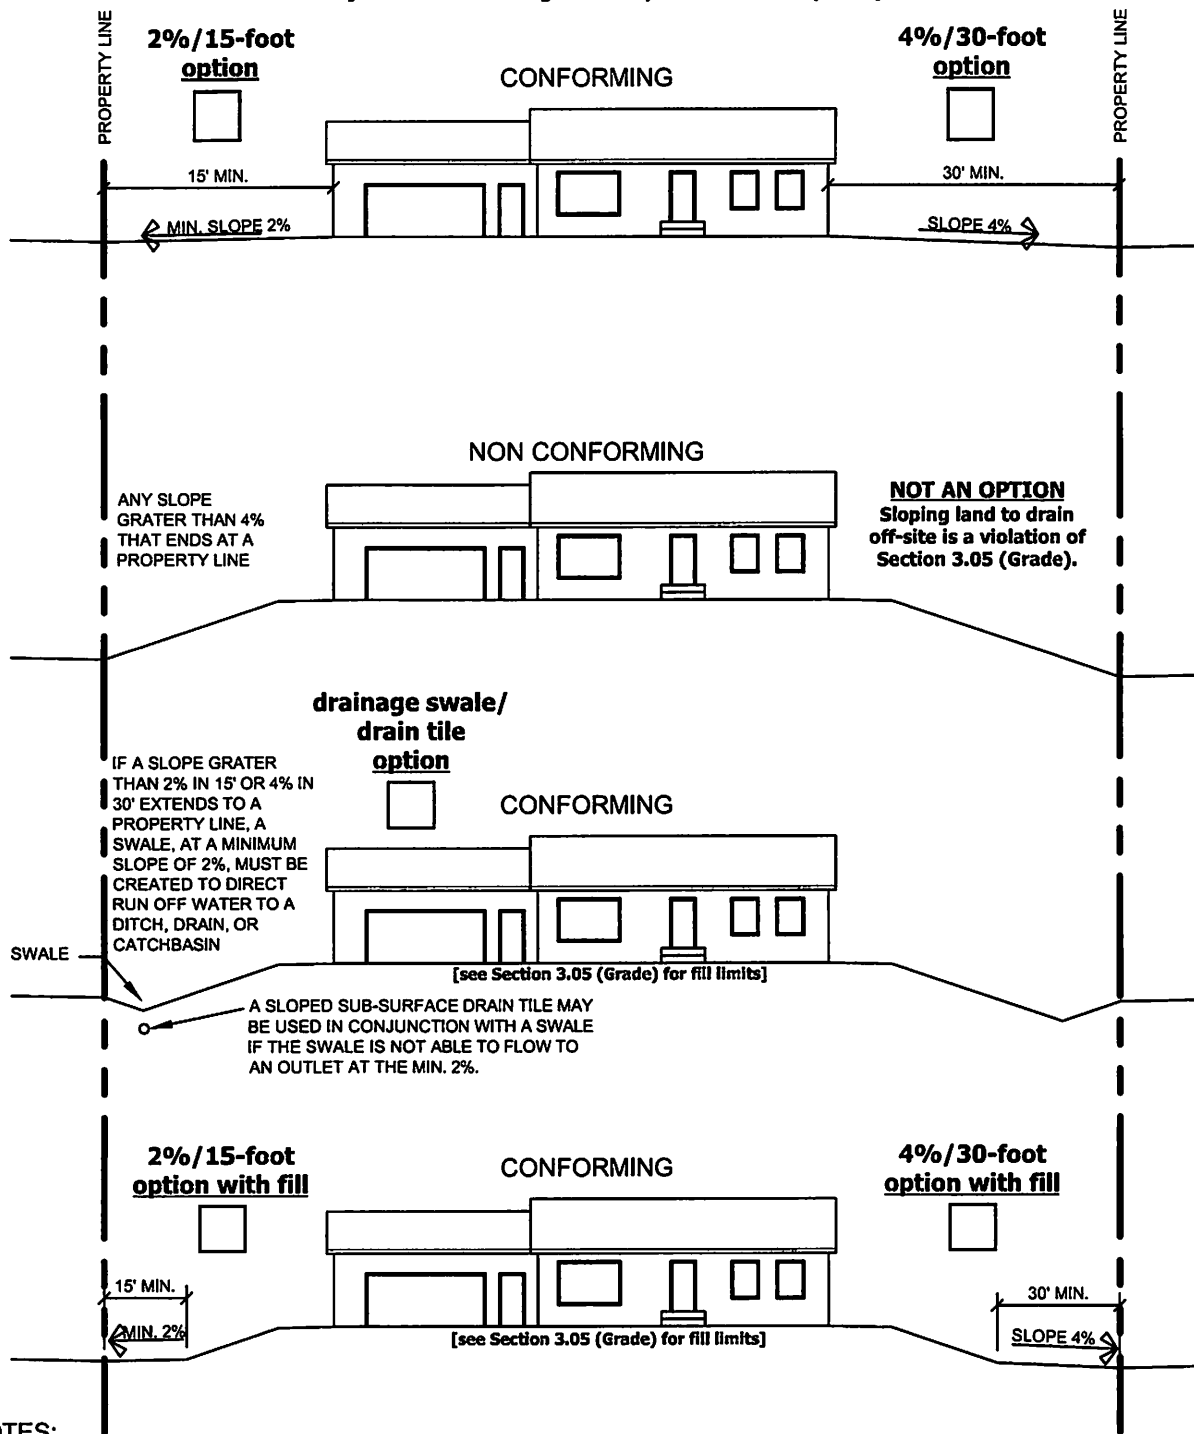 PROPERTY LINE
2%/15-foot
option
CONFORMING
4%/30-foot
option
PROPERTY LINE
15' MIN.
30' MIN.
MIN. SLOPE 2%
SLOPE 4%
NON CONFORMING
ANY SLOPE
GRATER THAN 4%
THAT ENDS AT A
PROPERTY LINE
NOT AN OPTION
Sloping land to drain
off-site is a violation of
Section 3.05 (Grade).
drainage swale/
drain tile
option
IF A SLOPE GRATER
THAN 2% IN 15' OR 4% IN
30' EXTENDS TO A
PROPERTY LINE, A
SWALE, AT A MINIMUM
SLOPE OF 2%, MUST BE
CREATED TO DIRECT
RUN OFF WATER TO A
DITCH, DRAIN, OR
CATCHBASIN
CONFORMING
SWALE
[see Section 3.05 (Grade) for fill limits]
A SLOPED SUB-SURFACE DRAIN TILE MAY
BE USED IN CONJUNCTION WITH A SWALE
IF THE SWALE IS NOT ABLE TO FLOW TO
AN OUTLET AT THE MIN. 2%.
2%/15-foot
option with fill
CONFORMING
4%/30-foot
option with fill
15' MIN.
30' MIN.
MIN. 2%
SLOPE 4%
[see Section 3.05 (Grade) for fill limits]